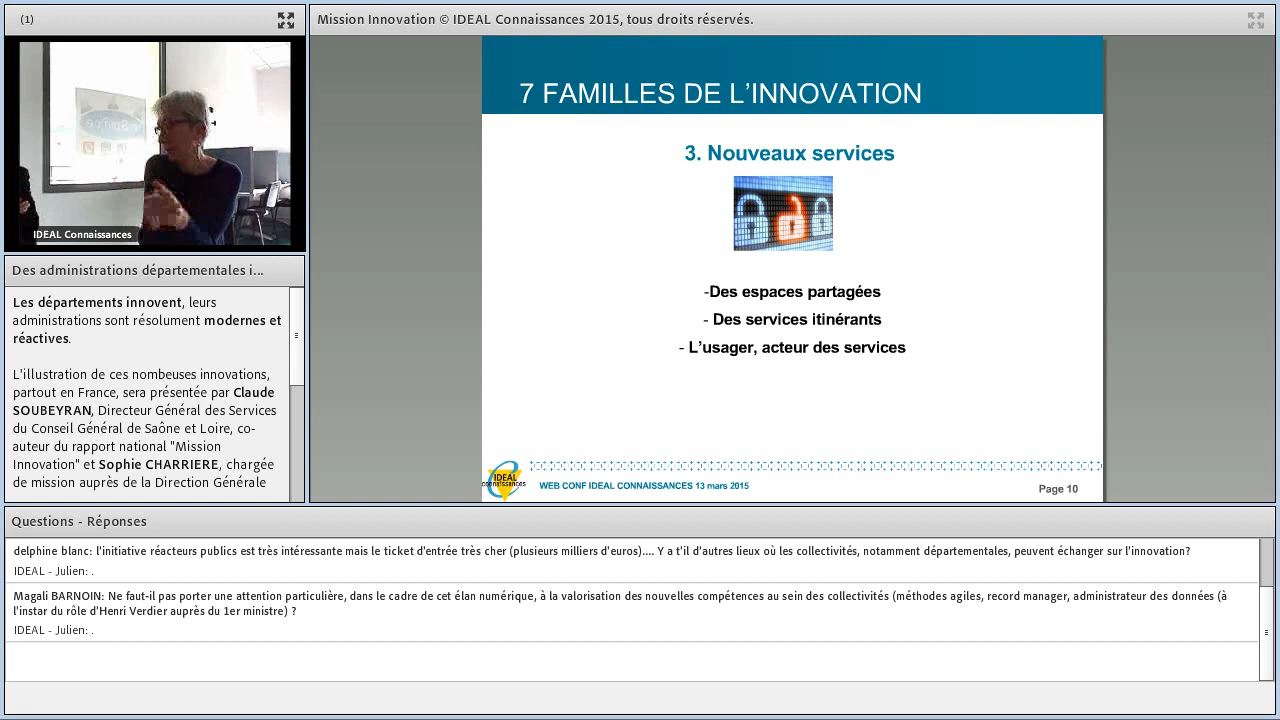 (1)
IDEAL Connaissances
Mission Innovation © IDEAL Connaissances 2015, tous droits réservés.
7 FAMILLES DE L’INNOVATION
3. Nouveaux services
-Des espaces partagées
- Des services itinérants
- L’usager, acteur des services
IDEAL
connaissances
WEB CONF IDEAL CONNAISSANCES 13 mars 2015
Page 10
Des administrations départementales i...
Les départements innovent, leurs
administrations sont résolument modernes et
réactives.
L'illustration de ces nombeuses innovations,
partout en France, sera présentée par Claude
SOUBEYRAN, Directeur Général des Services
du Conseil Général de Saône et Loire, co-
auteur du rapport national "Mission
Innovation" et Sophie CHARRIERE, chargée
de mission auprès de la Direction Générale
Questions - Réponses
delphine blanc: l'initiative réacteurs publics est très intéressante mais le ticket d'entrée très cher (plusieurs milliers d'euros).... Y a t'il d'autres lieux où les collectivités, notamment départementales, peuvent échanger sur l'innovation?
IDEAL - Julien: .
Magali BARNOIN: Ne faut-il pas porter une attention particulière, dans le cadre de cet élan numérique, à la valorisation des nouvelles compétences au sein des collectivités (méthodes agiles, record manager, administrateur des données (à
l'instar du rôle d'Henri Verdier auprès du 1er ministre) ?
IDEAL - Julien: .